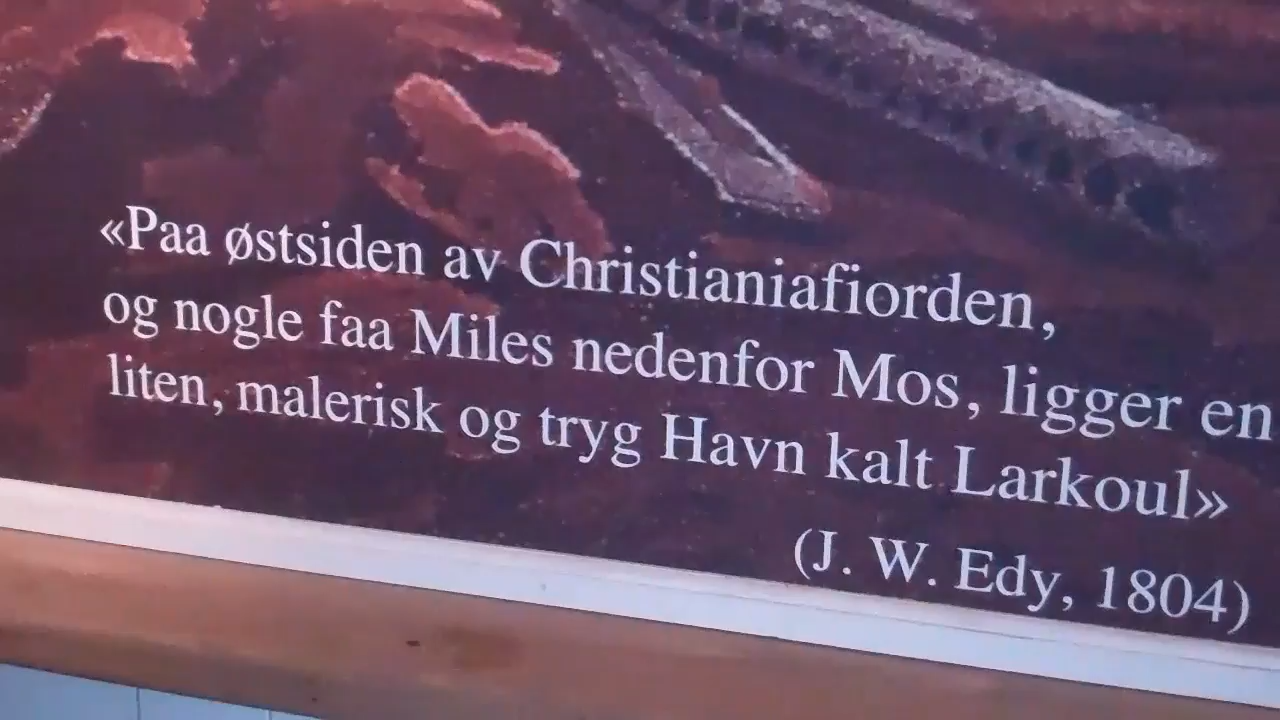 «Paa østsiden av Christianiafiorden,
og nogle faa Miles nedenfor Mos, ligger en
liten, malerisk og tryg Havn kalt Larkoul»
(J. W. Edy, 1804)